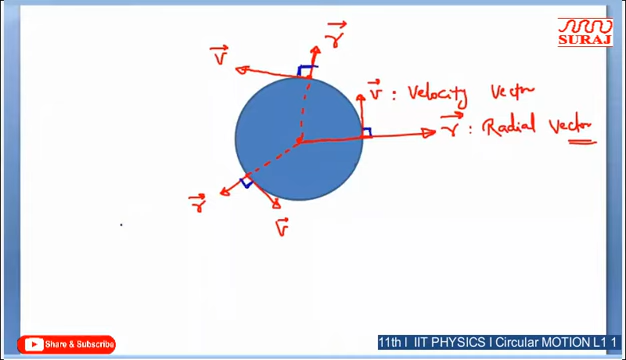 SURAJ
r
v
v : Velocity Vector
r : Radial Vector
r
v
Share & Subscribe
11th I IIT PHYSICS I Circular MOTION L1 1